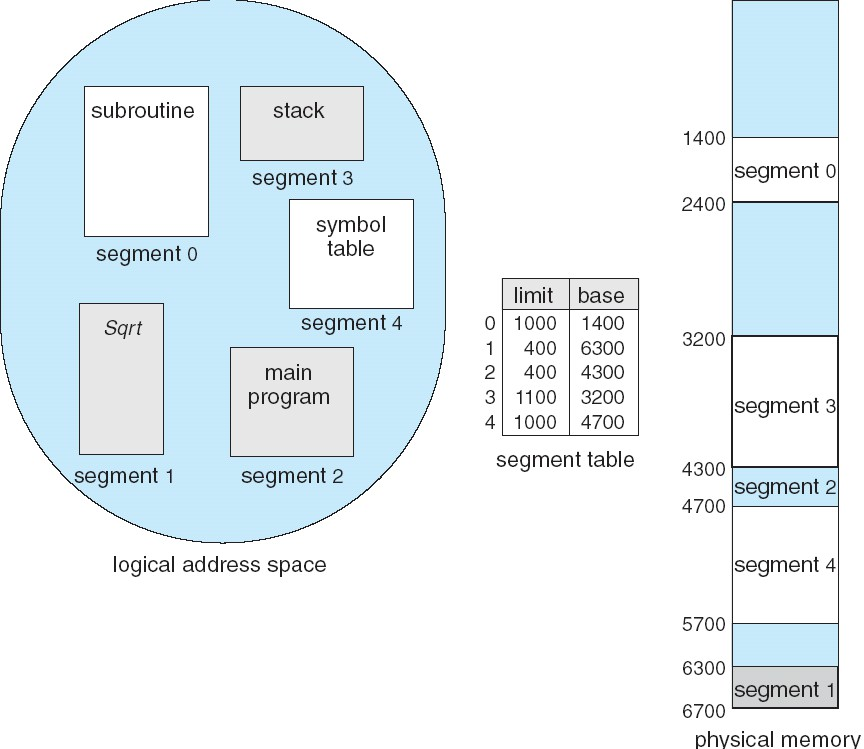 subroutine
segment 0
stack
segment 3
symbol
table
segment 4
Sqrt
segment 1
main
program
segment 2
logical address space
limit base
0 1000 1400
1 400 6300
2 400 4300
3 1100 3200
4 1000 4700
segment table
1400
segment 0
2400
3200
segment 3
4300
segment 2
4700
segment 4
5700
6300
segment 1
6700
physical memory